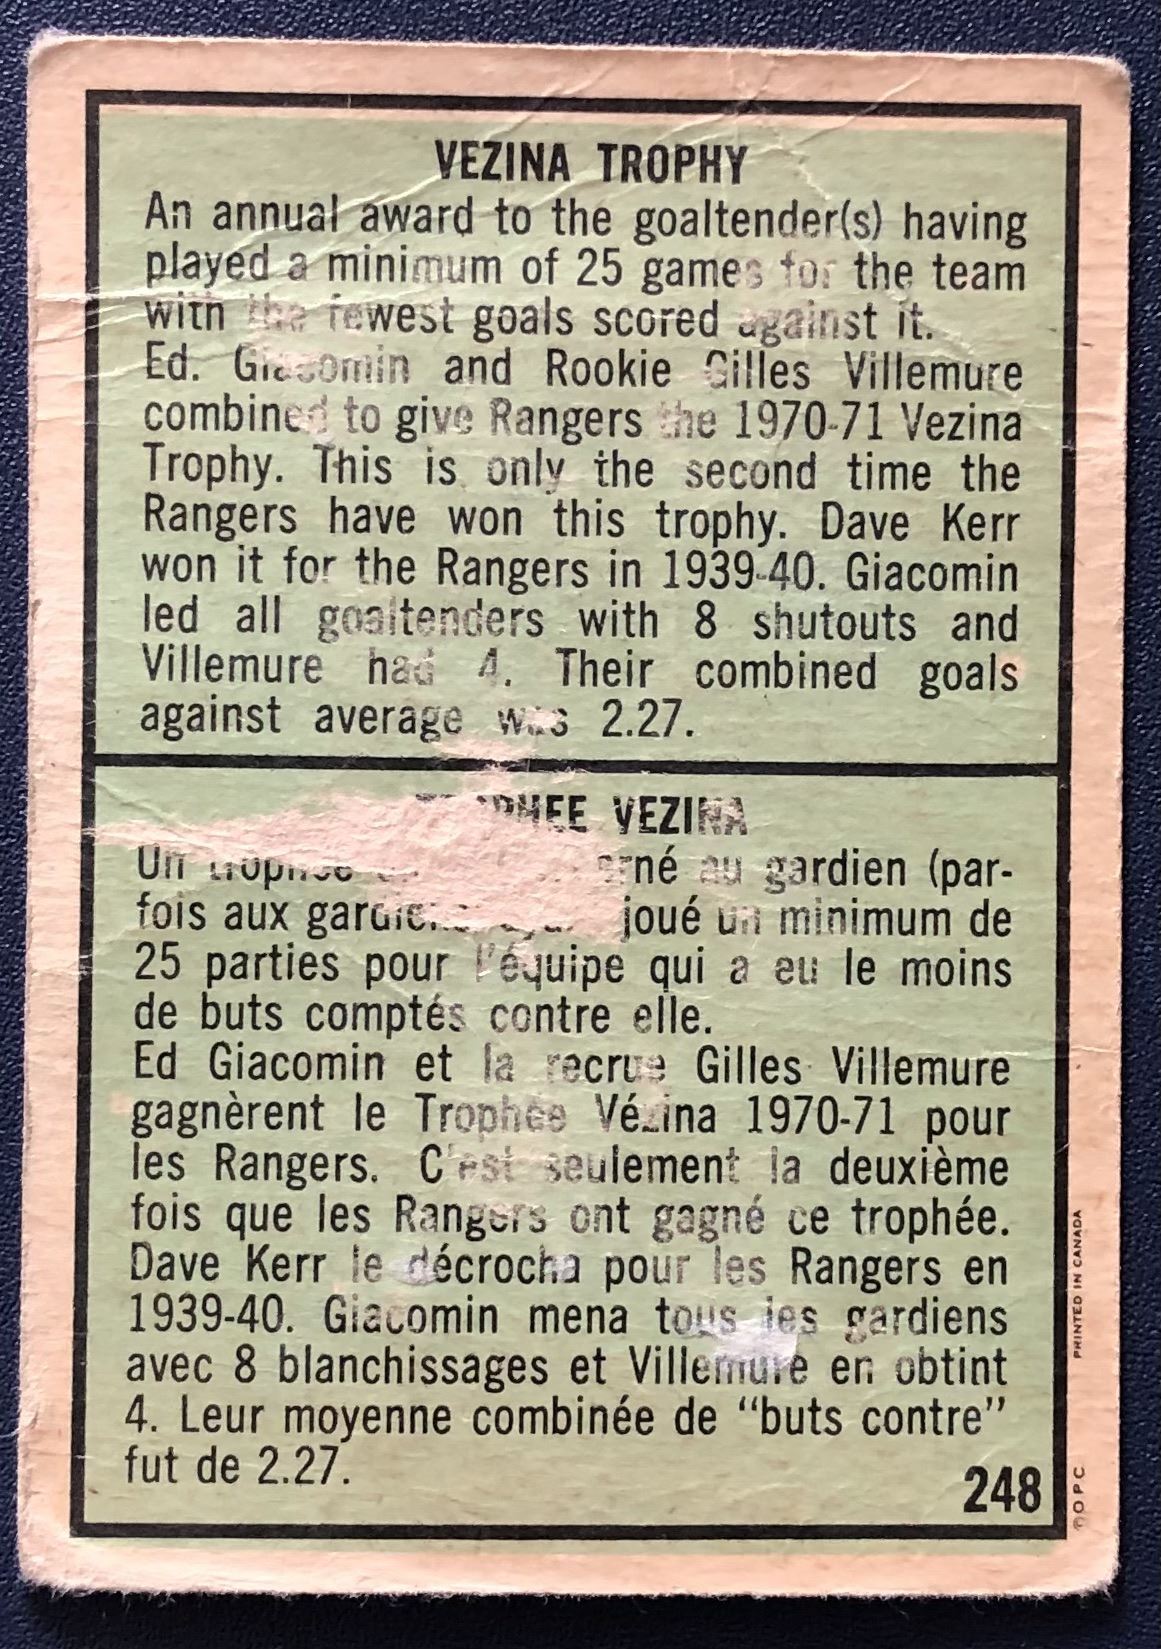 VEZINA TROPHY
An annual award to the goaltender(s) having
played a minimum of 25 games for the team
with the fewest goals scored against it.
Ed. Giacomin and Rookie Gilles Villemure
combined to give Rangers the 1970-71 Vezina
Trophy. This is only the second time the
Rangers have won this trophy. Dave Kerr
won it for the Rangers in 1939-40. Giacomin
led all goaltenders with 8 shutouts and
Villemure had 4. Their combined goals
against average was 2.27.
TROPHEE VEZINA
Un trophée au gardien (par-
fois aux joué un minimum de
25 parties pour l'équipe qui a eu le moins
de buts comptés contre elle.
Ed Giacomin et la recrue Gilles Villemure
gagnèrent le Trophée Vézina 1970-71 pour
les Rangers. C'est seulement la deuxième
fois que les Rangers ont gagné ce trophée.
Dave Kerr le décrocha pour les Rangers en
1939-40. Giacomin mena tous les gardiens
avec 8 blanchissages et Villemure en obtint
4. Leur moyenne combinée de "buts contre"
fut de 2.27.
248
©OPC
PRINTED IN CANADA